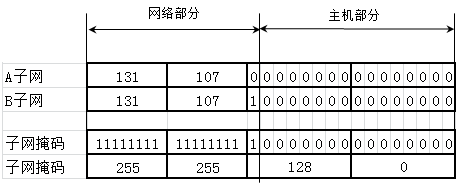 网络部分 主机部分
A子网 131 107 0 0 0 0 0 0 0 0 0 0 0 0 0 0 0 0
B子网 131 107 1 0 0 0 0 0 0 0 0 0 0 0 0 0 0 0
子网掩码 11111111 11111111 1 0 0 0 0 0 0 0 0 0 0 0 0 0 0 0
子网掩码 255 255 128 0